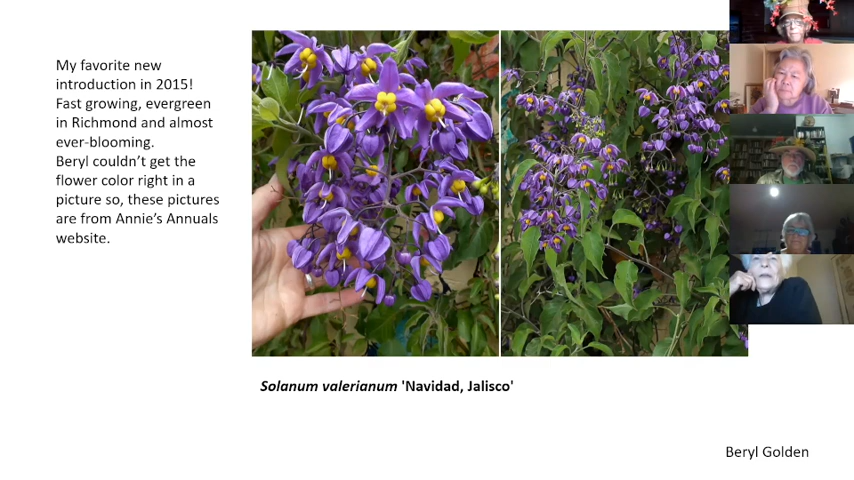 My favorite new
introduction in 2015!
Fast growing, evergreen
in Richmond and almost
ever-blooming.
Beryl couldn't get the
flower color right in a
picture so, these pictures
are from Annie's Annuals
website.
Solanum valerianum 'Navidad, Jalisco'
Beryl Golden